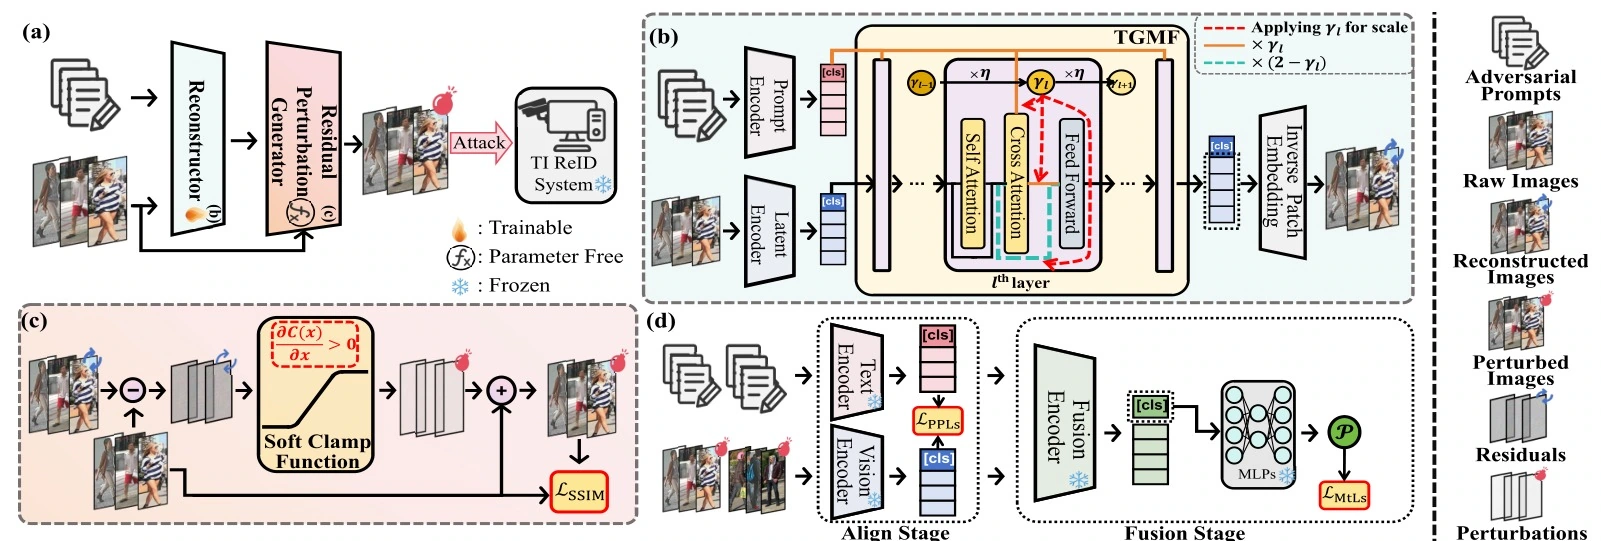 (a)
Reconstructor
(b)
Residual
Perturbation
Generator
fx
(c)
Attack
TI ReID
System
: Trainable
fx
: Parameter Free
: Frozen
(b)
Prompt
Encoder
[cls]
Latent
Encoder
[cls]
TGMF
γₗ₋₁
×η
γₗ
×η
γₗ₊₁
Self Attention
Cross Attention
Feed Forward
...
...
lᵗʰ layer
Applying γₗ for scale
× γₗ
× (2 − γₗ)
[cls]
Inverse Patch
Embedding
(c)
−
∂C(x)
∂x
> 0
Soft Clamp
Function
+
ℒSSIM
(d)
Text
Encoder
Vision
Encoder
[cls]
ℒPPLs
[cls]
Align Stage
Fusion
Encoder
[cls]
MLPs
𝒫
ℒMtLs
Fusion Stage
Adversarial
Prompts
Raw Images
Reconstructed
Images
Perturbed
Images
Residuals
Perturbations